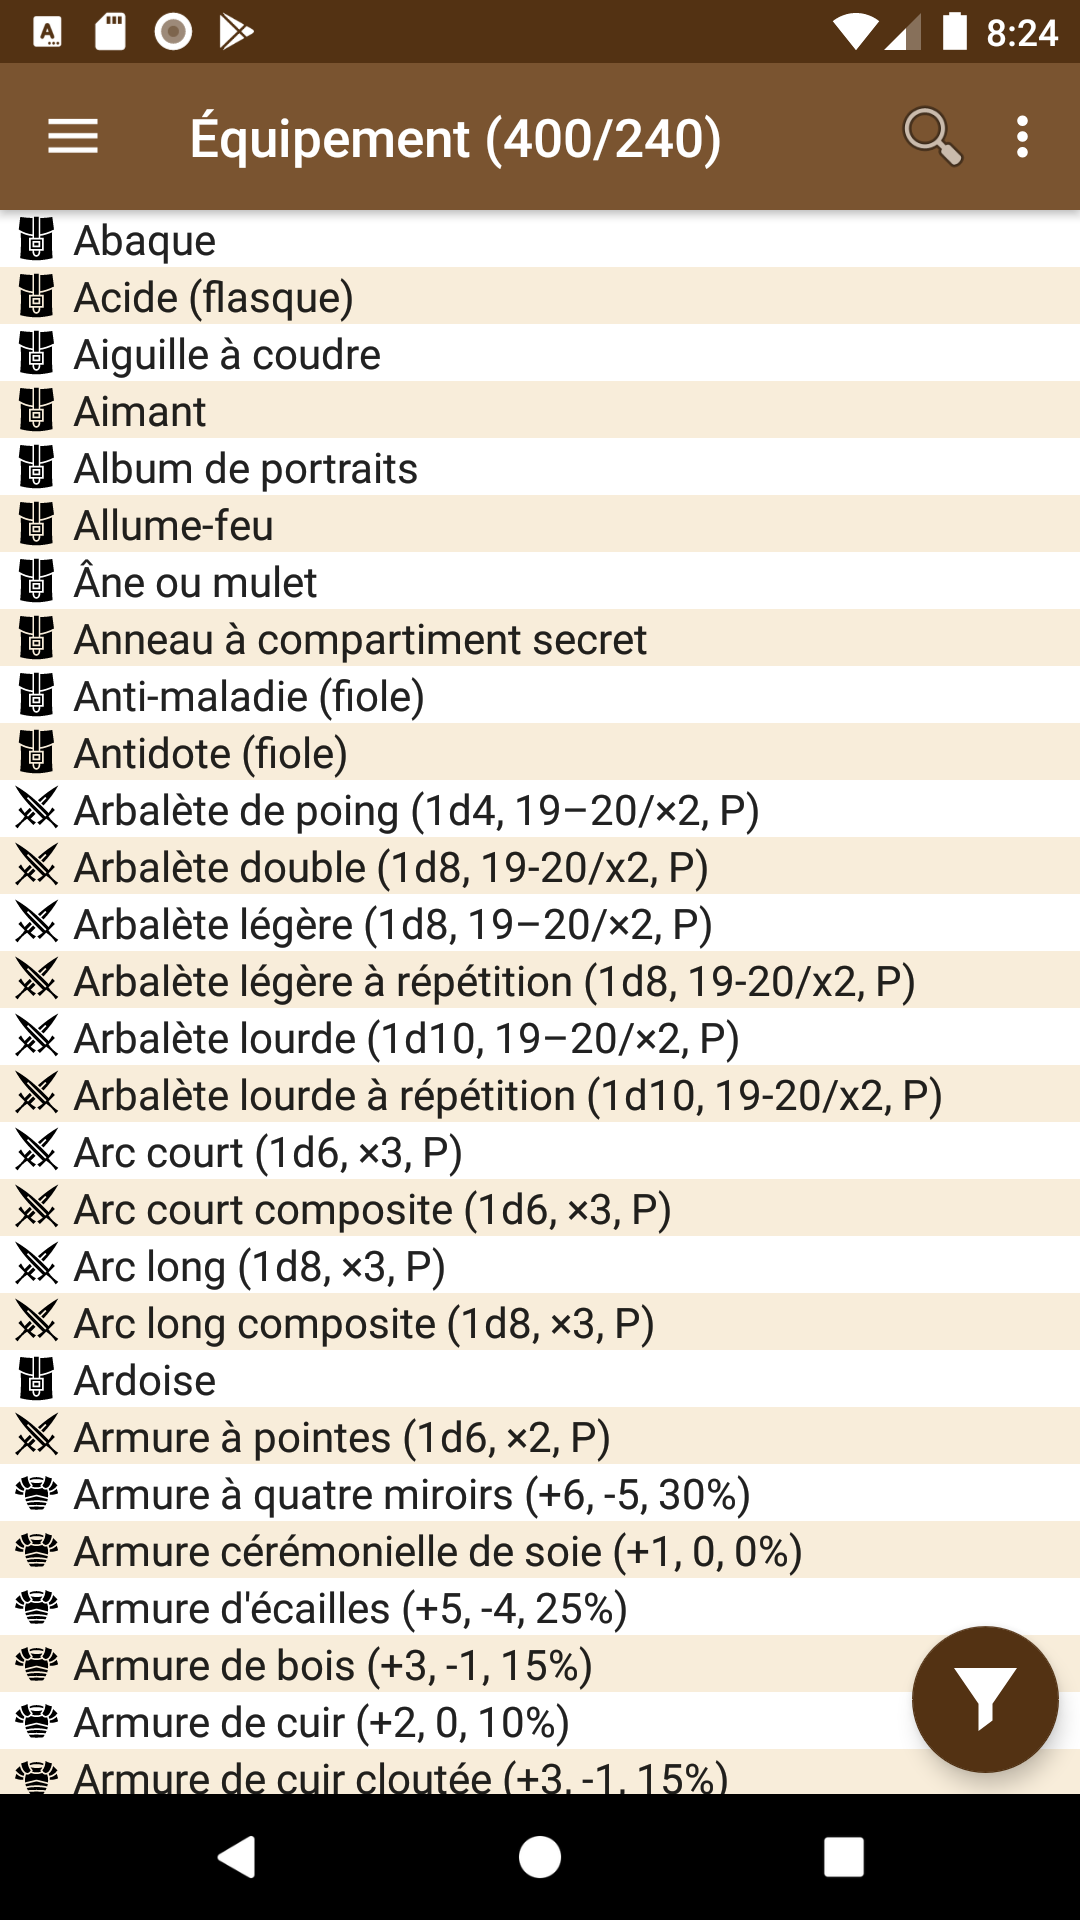 8:24
Équipement (400/240)
Abaque
Acide (flasque)
Aiguille à coudre
Aimant
Album de portraits
Allume-feu
Âne ou mulet
Anneau à compartiment secret
Anti-maladie (fiole)
Antidote (fiole)
Arbalète de poing (1d4, 19–20/×2, P)
Arbalète double (1d8, 19-20/x2, P)
Arbalète légère (1d8, 19–20/×2, P)
Arbalète légère à répétition (1d8, 19-20/x2, P)
Arbalète lourde (1d10, 19–20/×2, P)
Arbalète lourde à répétition (1d10, 19-20/x2, P)
Arc court (1d6, ×3, P)
Arc court composite (1d6, ×3, P)
Arc long (1d8, ×3, P)
Arc long composite (1d8, ×3, P)
Ardoise
Armure à pointes (1d6, ×2, P)
Armure à quatre miroirs (+6, -5, 30%)
Armure cérémonielle de soie (+1, 0, 0%)
Armure d'écailles (+5, -4, 25%)
Armure de bois (+3, -1, 15%)
Armure de cuir (+2, 0, 10%)
Armure de cuir cloutée (+3, -1, 15%)